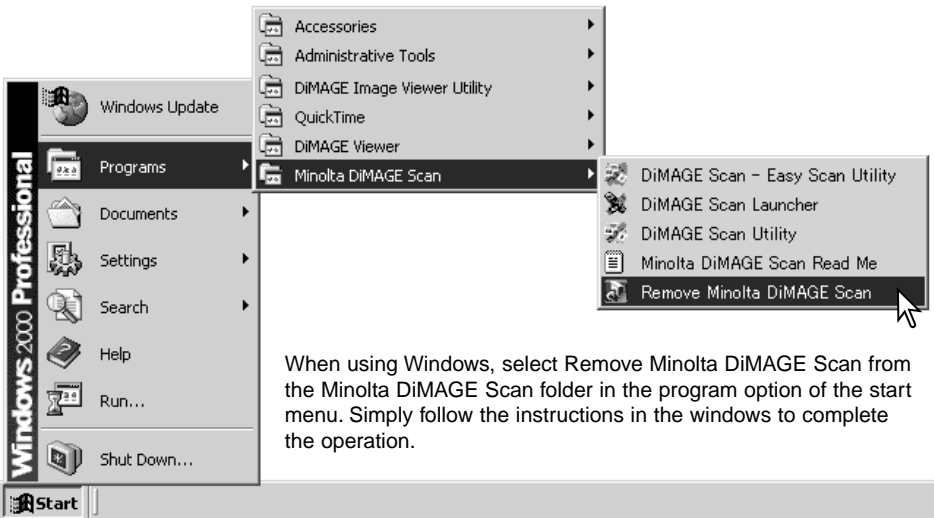 Accessories
Administrative Tools
DiMAGE Image Viewer Utility
QuickTime
DiMAGE Viewer
Minolta DiMAGE Scan
Windows 2000 Professional
Windows Update
Programs
Documents
Settings
Search
Help
Run...
Shut Down...
Start
DiMAGE Scan - Easy Scan Utility
DiMAGE Scan Launcher
DiMAGE Scan Utility
Minolta DiMAGE Scan Read Me
Remove Minolta DiMAGE Scan
When using Windows, select Remove Minolta DiMAGE Scan from
the Minolta DiMAGE Scan folder in the program option of the start
menu. Simply follow the instructions in the windows to complete
the operation.